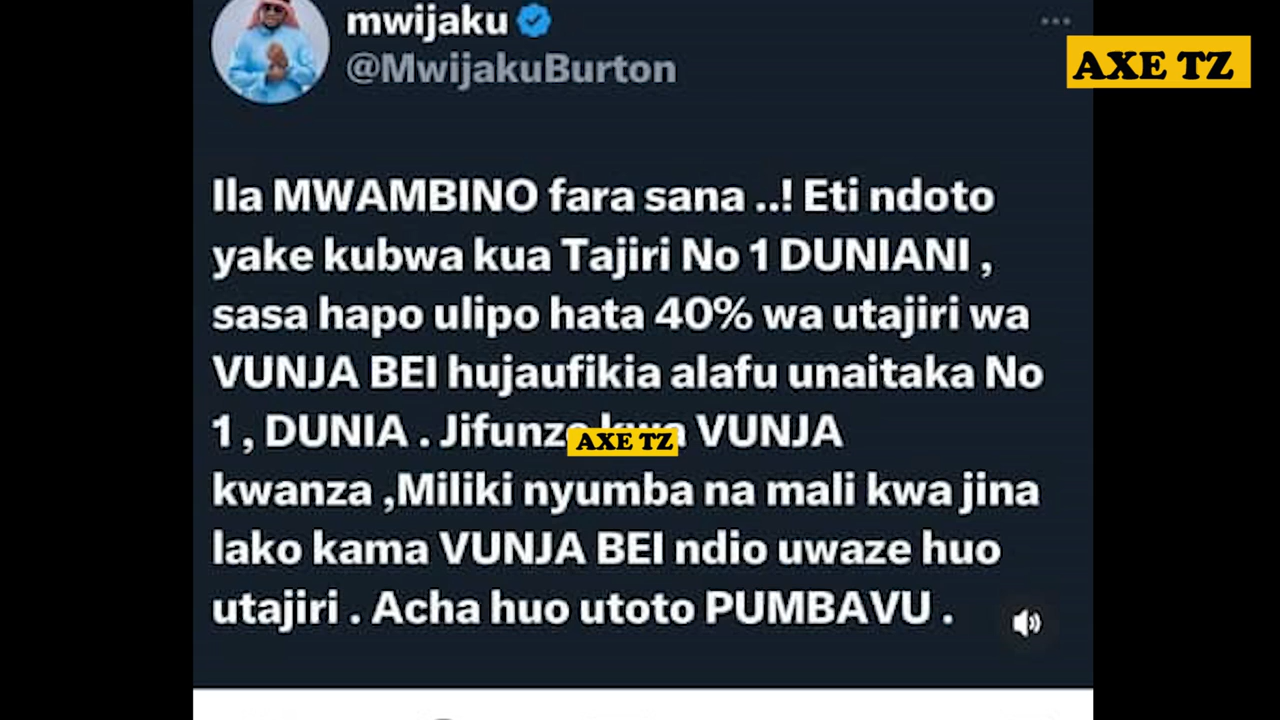 mwijaku
@MwijakuBurton
AXE TZ
Ila MWAMBINO fara sana ..! Eti ndoto
yake kubwa kua Tajiri No 1 DUNIANI ,
sasa hapo ulipo hata 40% wa utajiri wa
VUNJA BEI hujaufikia alafu unaitaka No
1 , DUNIA . Jifunze kwa VUNJA
AXE TZ
kwanza ,Miliki nyumba na mali kwa jina
lako kama VUNJA BEI ndio uwaze huo
utajiri . Acha huo utoto PUMBAVU .